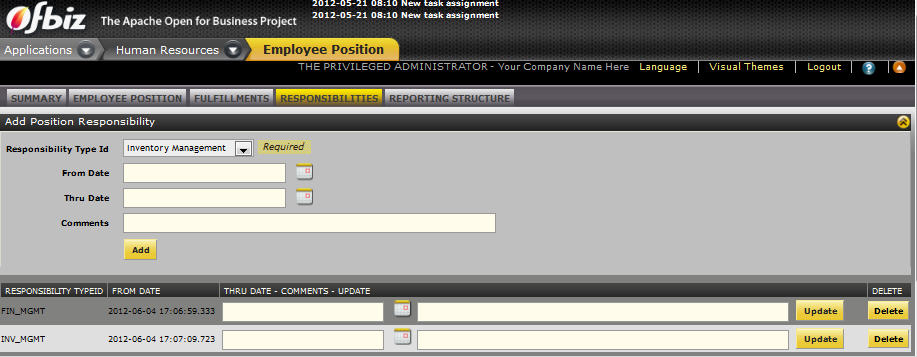 2012-05-21 08:10 New task assignment
Ofbiz The Apache Open for Business Project
2012-05-21 08:10 New task assignment
Applications Human Resources Employee Position
THE PRIVILEGED ADMINISTRATOR - Your Company Name Here Language Visual Themes Logout ?
SUMMARY EMPLOYEE POSITION FULFILLMENTS RESPONSIBILITIES REPORTING STRUCTURE
Add Position Responsibility
Responsibility Type Id Inventory Management Required
From Date
Thru Date
Comments
Add
RESPONSIBILITY TYPEID FROM DATE THRU DATE - COMMENTS - UPDATE DELETE
FIN_MGMT 2012-06-04 17:06:59.333 Update Delete
INV_MGMT 2012-06-04 17:07:09.723 Update Delete